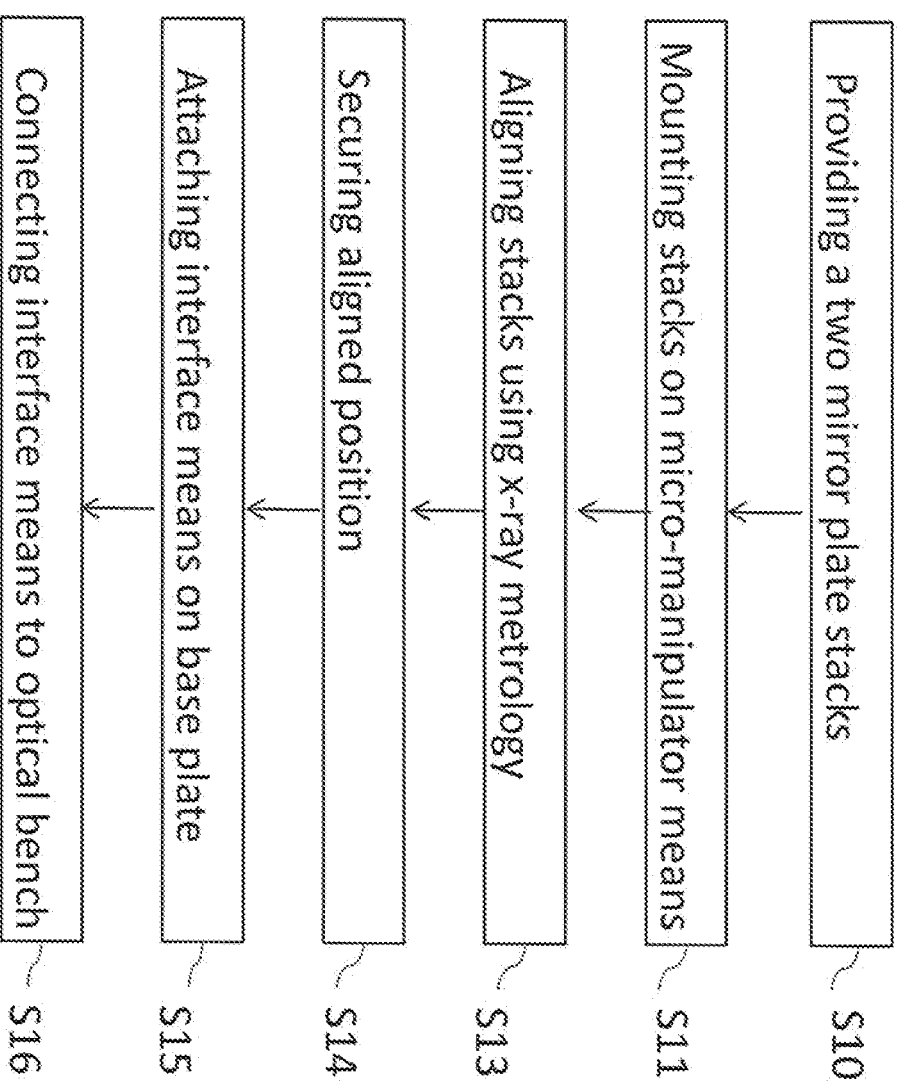 Providing a two mirror plate stacks
S10
Mounting stacks on micro-manipulator means
S11
Aligning stacks using x-ray metrology
S13
Securing aligned position
S14
Attaching interface means on base plate
S15
Connecting interface means to optical bench
S16